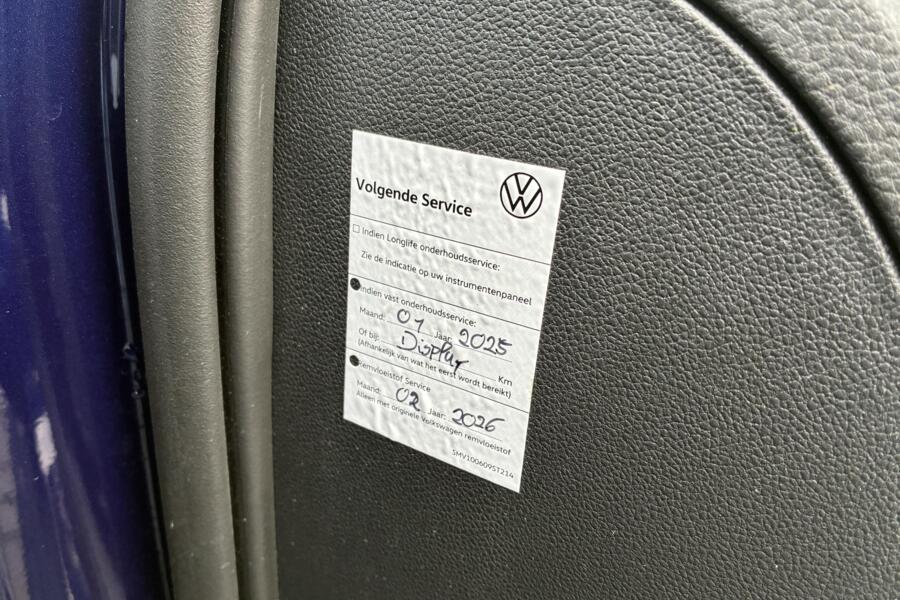 Volgende Service
Indien Longlife onderhoudsservice:
Zie de indicatie op uw instrumentenpaneel
Indien vast onderhoudsservice:
Maand: 01 Jaar: 2025
Of bij: Display Km
(Afhankelijk van wat het eerst wordt bereikt)
Remvloeistof Service
Maand: 02 Jaar: 2026
Alleen met originele Volkswagen remvloeistof
5MV100609ST214